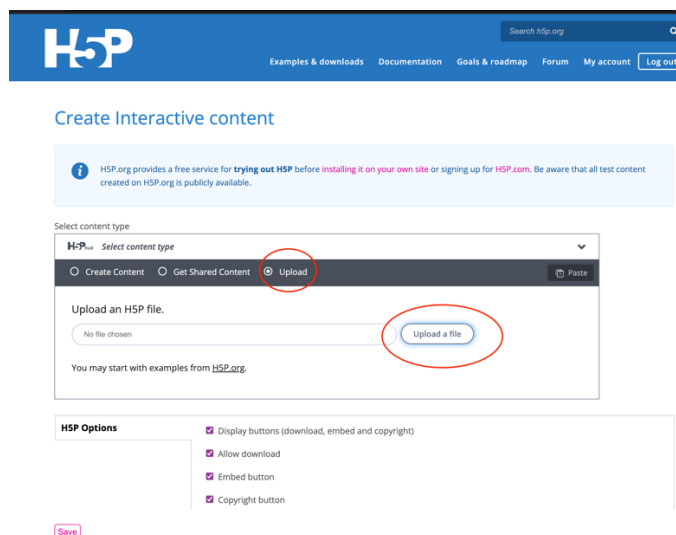 H5P
Search h5p.org
Examples & downloads Documentation Goals & roadmap Forum My account Log out
Create Interactive content
H5P.org provides a free service for trying out H5P before installing it on your own site or signing up for H5P.com. Be aware that all test content
created on H5P.org is publicly available.
Select content type
H5P Hub Select content type
Create Content Get Shared Content Upload Paste
Upload an H5P file.
No file chosen Upload a file
You may start with examples from H5P.org.
H5P Options
Display buttons (download, embed and copyright)
Allow download
Embed button
Copyright button
Save